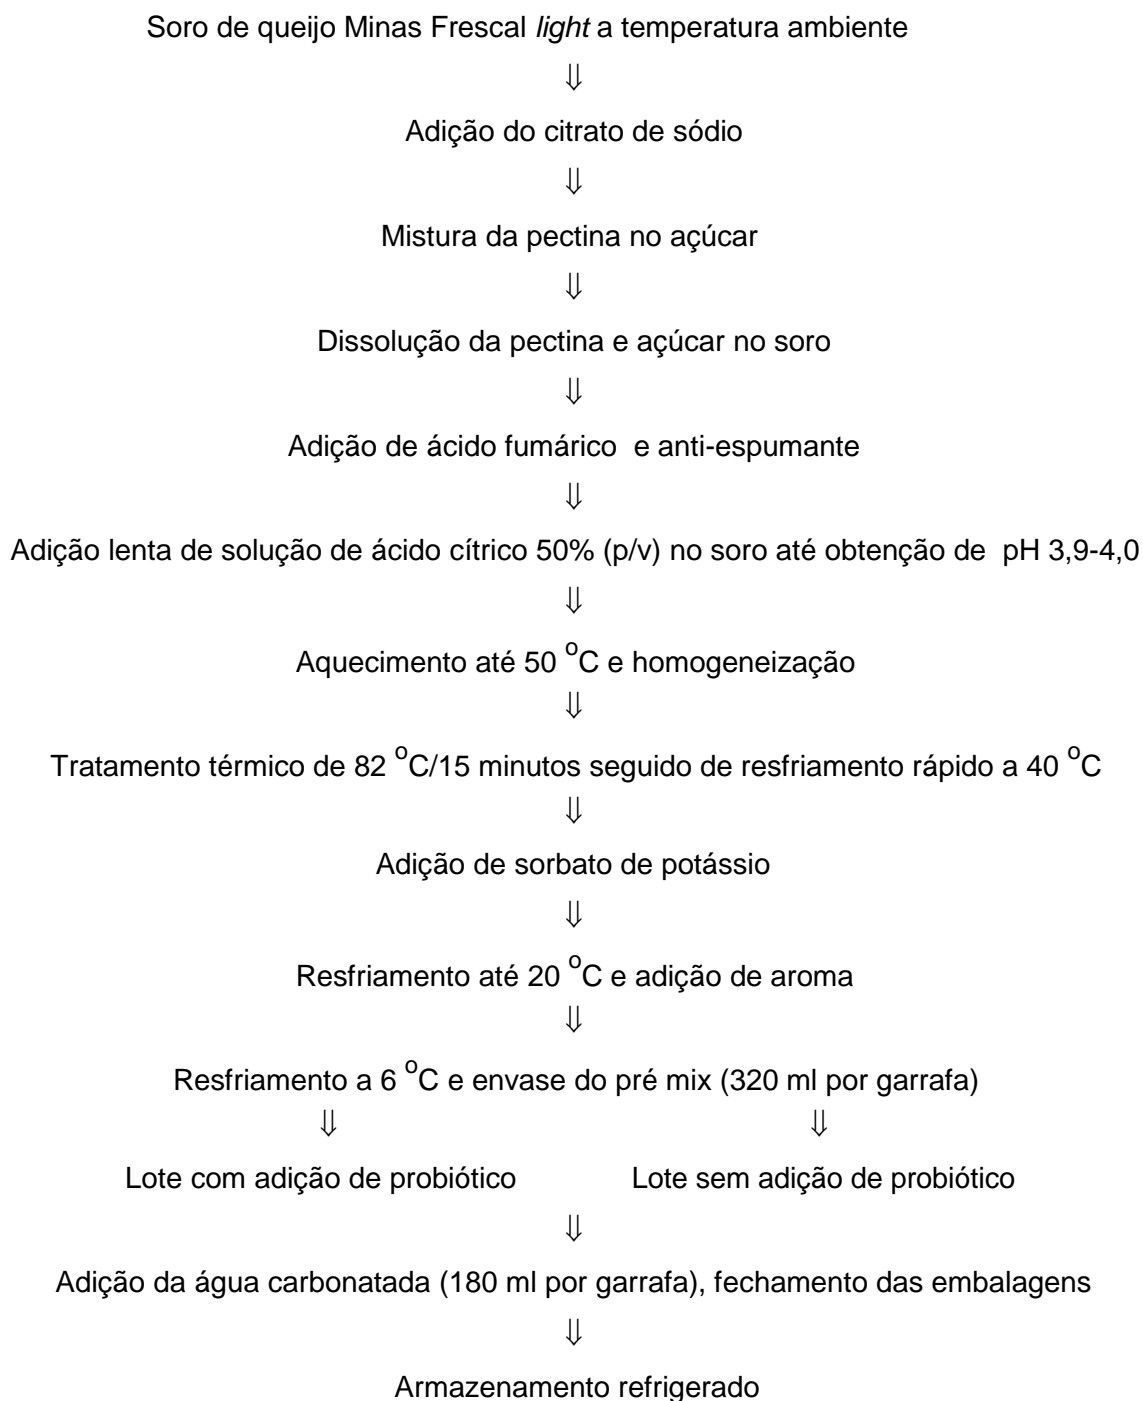 Soro de queijo Minas Frescal light a temperatura ambiente
⇓
Adição do citrato de sódio
⇓
Mistura da pectina no açúcar
⇓
Dissolução da pectina e açúcar no soro
⇓
Adição de ácido fumárico e anti-espumante
⇓
Adição lenta de solução de ácido cítrico 50% (p/v) no soro até obtenção de pH 3,9-4,0
⇓
Aquecimento até 50 ºC e homogeneização
⇓
Tratamento térmico de 82 ºC/15 minutos seguido de resfriamento rápido a 40 ºC
⇓
Adição de sorbato de potássio
⇓
Resfriamento até 20 ºC e adição de aroma
⇓
Resfriamento a 6 ºC e envase do pré mix (320 ml por garrafa)
⇓ ⇓
Lote com adição de probiótico Lote sem adição de probiótico
⇓
Adição da água carbonatada (180 ml por garrafa), fechamento das embalagens
⇓
Armazenamento refrigerado